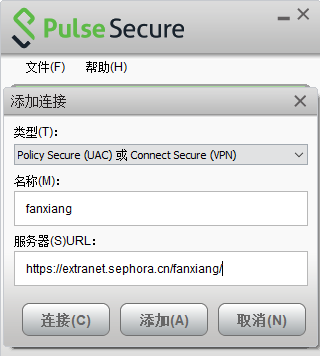 Pulse Secure
文件(F) 帮助(H)
添加连接
类型(T):
Policy Secure (UAC) 或 Connect Secure (VPN)
名称(M):
fanxiang
服务器(S)URL:
https://extranet.sephora.cn/fanxiang/
连接(C) 添加(A) 取消(N)